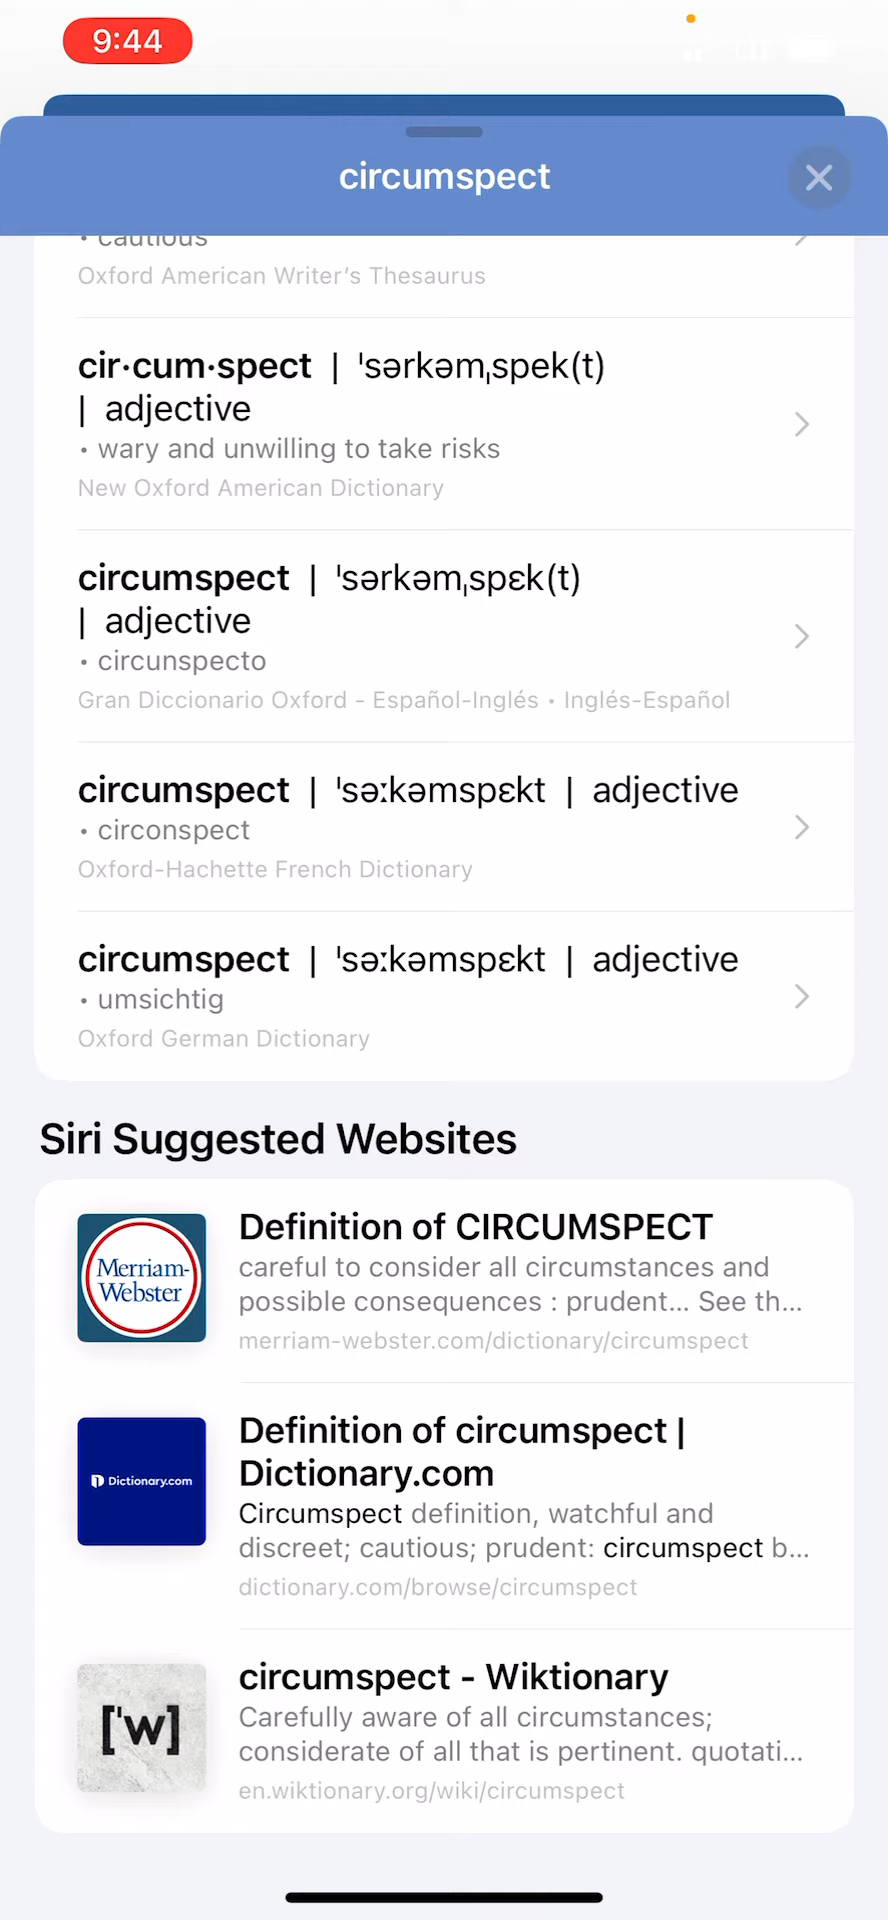 9:44
circumspect
• cautious
Oxford American Writer's Thesaurus
cir·cum·spect | ˈsərkəmˌspek(t)
| adjective
• wary and unwilling to take risks
New Oxford American Dictionary
circumspect | ˈsərkəmˌspɛk(t)
| adjective
• circunspecto
Gran Diccionario Oxford - Español-Inglés • Inglés-Español
circumspect | ˈsəːkəmspɛkt | adjective
• circonspect
Oxford-Hachette French Dictionary
circumspect | ˈsəːkəmspɛkt | adjective
• umsichtig
Oxford German Dictionary
Siri Suggested Websites
Merriam-
Webster
Definition of CIRCUMSPECT
careful to consider all circumstances and
possible consequences : prudent... See th...
merriam-webster.com/dictionary/circumspect
Dictionary.com
Definition of circumspect |
Dictionary.com
Circumspect definition, watchful and
discreet; cautious; prudent: circumspect b...
dictionary.com/browse/circumspect
['w]
circumspect - Wiktionary
Carefully aware of all circumstances;
considerate of all that is pertinent. quotati...
en.wiktionary.org/wiki/circumspect